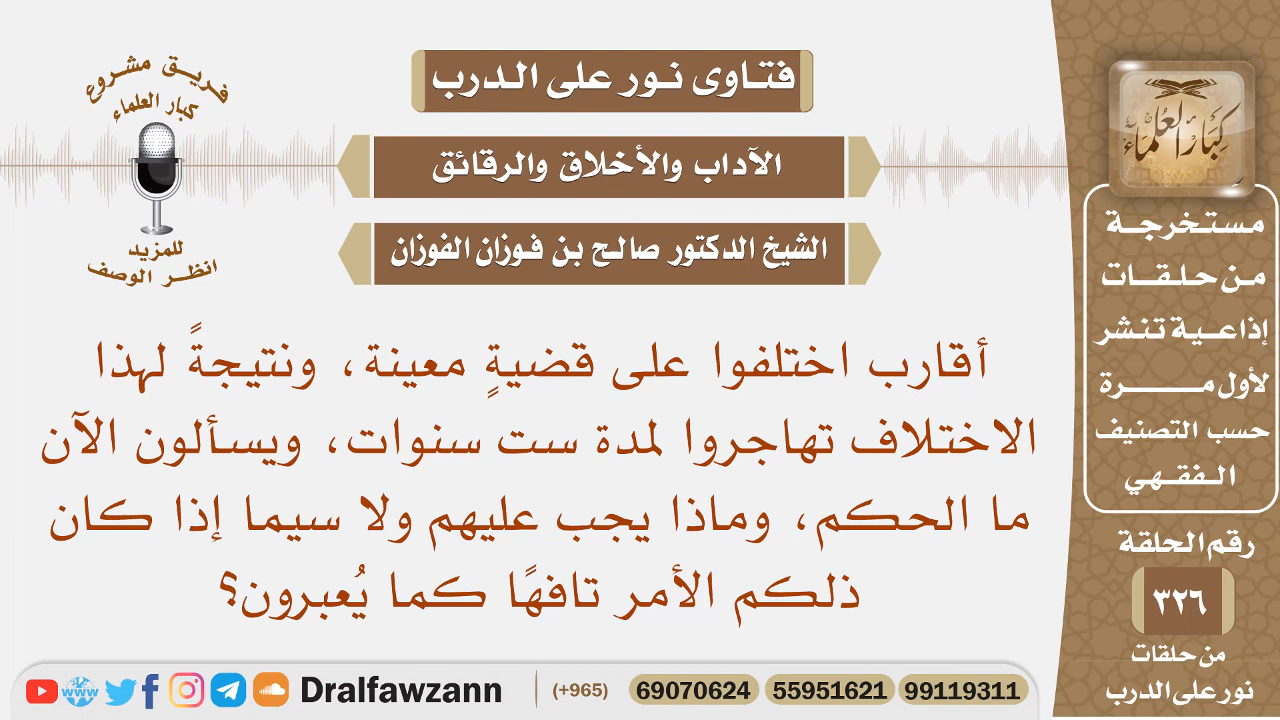 فتاوى نور على الدرب
الآداب والأخلاق والرقائق
الشيخ الدكتور صالح بن فوزان الفوزان
أقارب اختلفوا على قضيةٍ معينة، ونتيجةً لهذا
الاختلاف تهاجروا لمدة ست سنوات، ويسألون الآن
ما الحكم، وماذا يجب عليهم ولا سيما إذا كان
ذلكم الأمر تافهًا كما يُعبرون؟
كبار العلماء
مستخرجة
من حلقات
إذاعية تنشر
لأول مرة
حسب التصنيف
الفقهي
رقم الحلقة
٣٢٦
من حلقات
نور على الدرب
فريق مشروع
كبار العلماء
للمزيد
انظر الوصف
www
Dralfawzann
(+965) 69070624 55951621 99119311